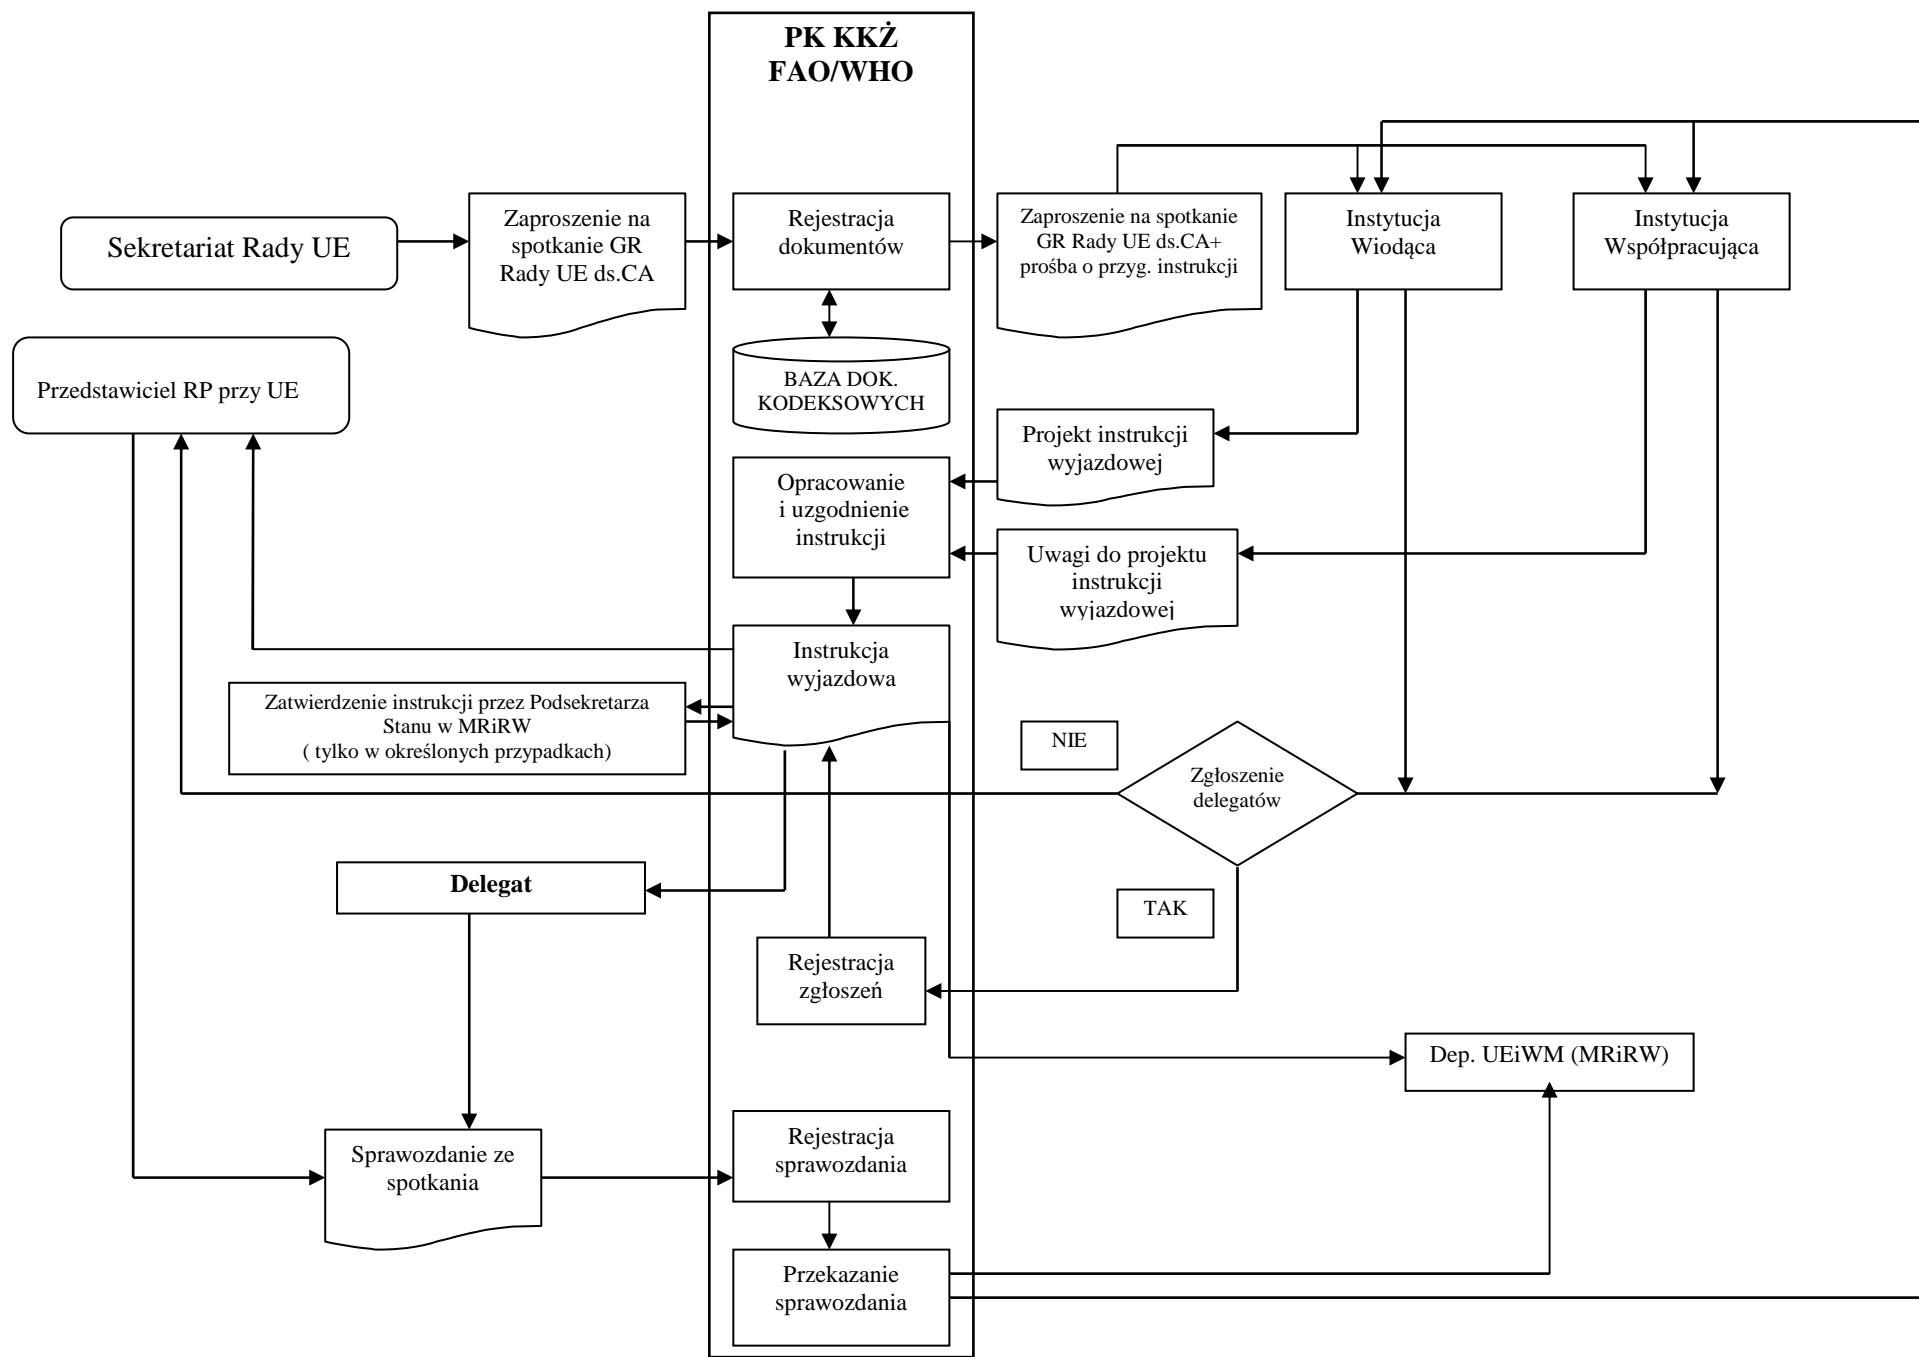 PK KKŻ
FAO/WHO
Sekretariat Rady UE
Zaproszenie na
spotkanie GR
Rady UE ds.CA
Rejestracja
dokumentów
Zaproszenie na spotkanie
GR Rady UE ds.CA+
prośba o przyg. instrukcji
Instytucja
Wiodąca
Instytucja
Współpracująca
Przedstawiciel RP przy UE
BAZA DOK.
KODEKSOWYCH
Projekt instrukcji
wyjazdowej
Opracowanie
i uzgodnienie
instrukcji
Uwagi do projektu
instrukcji
wyjazdowej
Instrukcja
wyjazdowa
Zatwierdzenie instrukcji przez Podsekretarza
Stanu w MRiRW
( tylko w określonych przypadkach)
NIE
Zgłoszenie
delegatów
Delegat
TAK
Rejestracja
zgłoszeń
Dep. UEiWM (MRiRW)
Sprawozdanie ze
spotkania
Rejestracja
sprawozdania
Przekazanie
sprawozdania